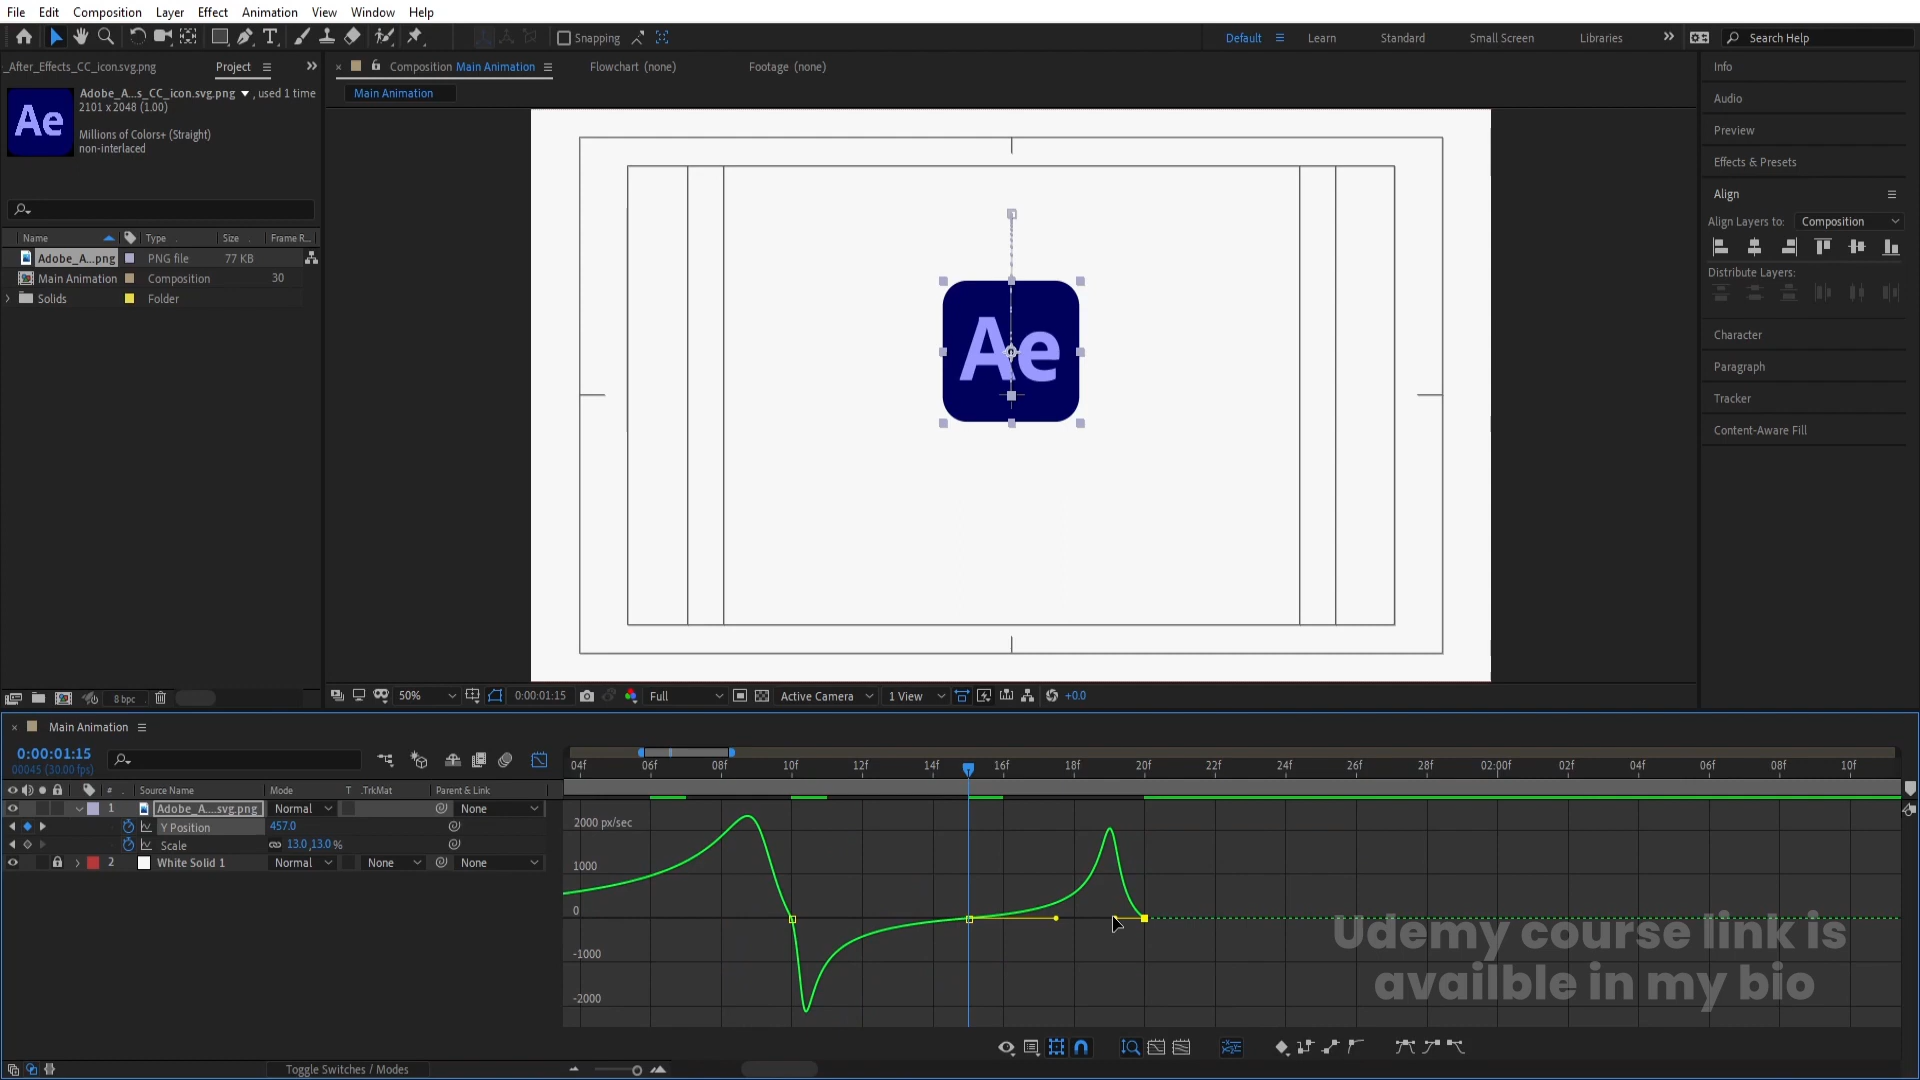 File Edit Composition Layer Effect Animation View Window Help
Snapping
Default Learn Standard Small Screen Libraries Search Help
_After_Effects_CC_icon.svg.png Project
Composition Main Animation Flowchart (none) Footage (none)
Info
Main Animation
Adobe_A...s_CC_icon.svg.png , used 1 time
2101 x 2048 (1.00)
Millions of Colors+ (Straight)
non-interlaced
Ae
Audio
Preview
Effects & Presets
Align
Align Layers to: Composition
Distribute Layers:
Character
Paragraph
Tracker
Content-Aware Fill
Name Type Size Frame R...
Adobe_A...png PNG file 77 KB
Main Animation Composition 30
Solids Folder
Ae
8 bpc
50% 0:00:01:15 Full Active Camera 1 View +0.0
Main Animation
0:00:01:15
00045 (30.00 fps)
04f 06f 08f 10f 12f 14f 16f 18f 20f 22f 24f 26f 28f 02:00f 02f 04f 06f 08f 10f
# Source Name Mode T .TrkMat Parent & Link
1 Adobe_A....svg.png Normal None
Y Position 457.0
Scale 13.0,13.0%
2 White Solid 1 Normal None None
2000 px/sec
1000
0
-1000
-2000
Udemy course link is
availble in my bio
Toggle Switches / Modes